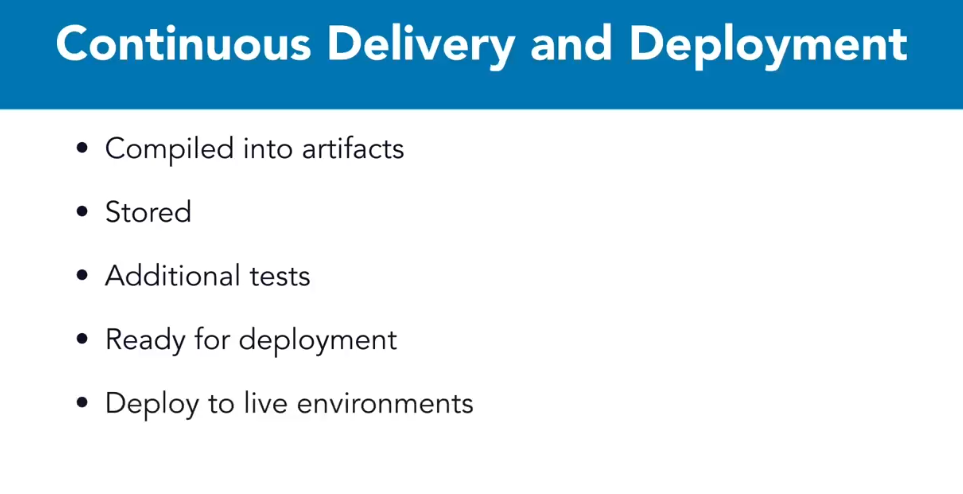 Continuous Delivery and Deployment
• Compiled into artifacts
• Stored
• Additional tests
• Ready for deployment
• Deploy to live environments